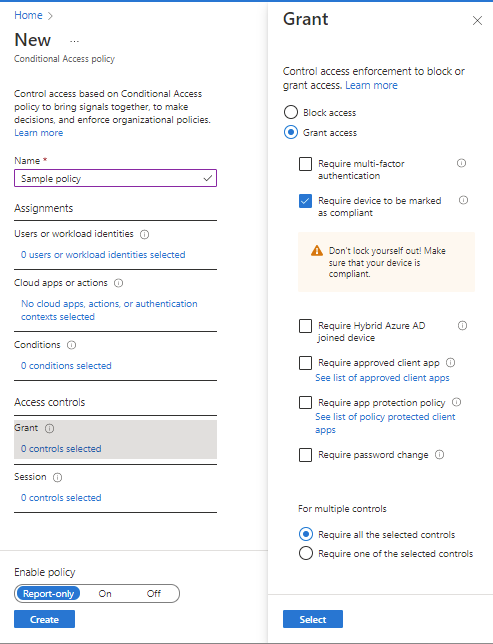 Home
New ...
Conditional Access policy
Control access based on Conditional Access
policy to bring signals together, to make
decisions, and enforce organizational policies.
Learn more
Name *
Sample policy
Assignments
Users or workload identities
0 users or workload identities selected
Cloud apps or actions
No cloud apps, actions, or authentication
contexts selected
Conditions
0 conditions selected
Access controls
Grant
0 controls selected
Session
0 controls selected
Enable policy
Report-only On Off
Create
Grant
Control access enforcement to block or
grant access. Learn more
Block access
Grant access
Require multi-factor
authentication
Require device to be marked
as compliant
Don't lock yourself out! Make
sure that your device is
compliant.
Require Hybrid Azure AD
joined device
Require approved client app
See list of approved client apps
Require app protection policy
See list of policy protected client
apps
Require password change
For multiple controls
Require all the selected controls
Require one of the selected controls
Select